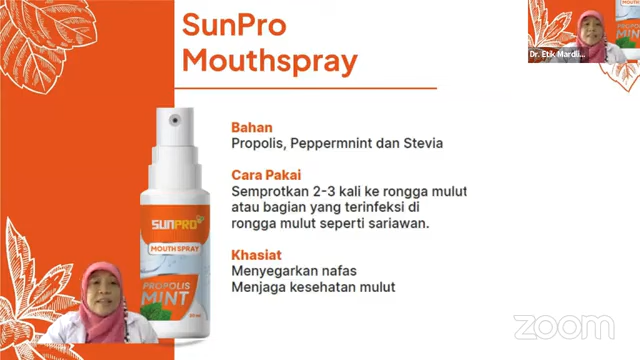 SunPro
Mouthspray
Dr. Etik Mardli...
Bahan
Propolis, Peppermnint dan Stevia
Cara Pakai
Semprotkan 2-3 kali ke rongga mulut
atau bagian yang terinfeksi di
rongga mulut seperti sariawan.
Khasiat
Menyegarkan nafas
Menjaga kesehatan mulut
SUNPRO
MOUTHSPRAY
PROPOLIS
MINT
MINT
zoom